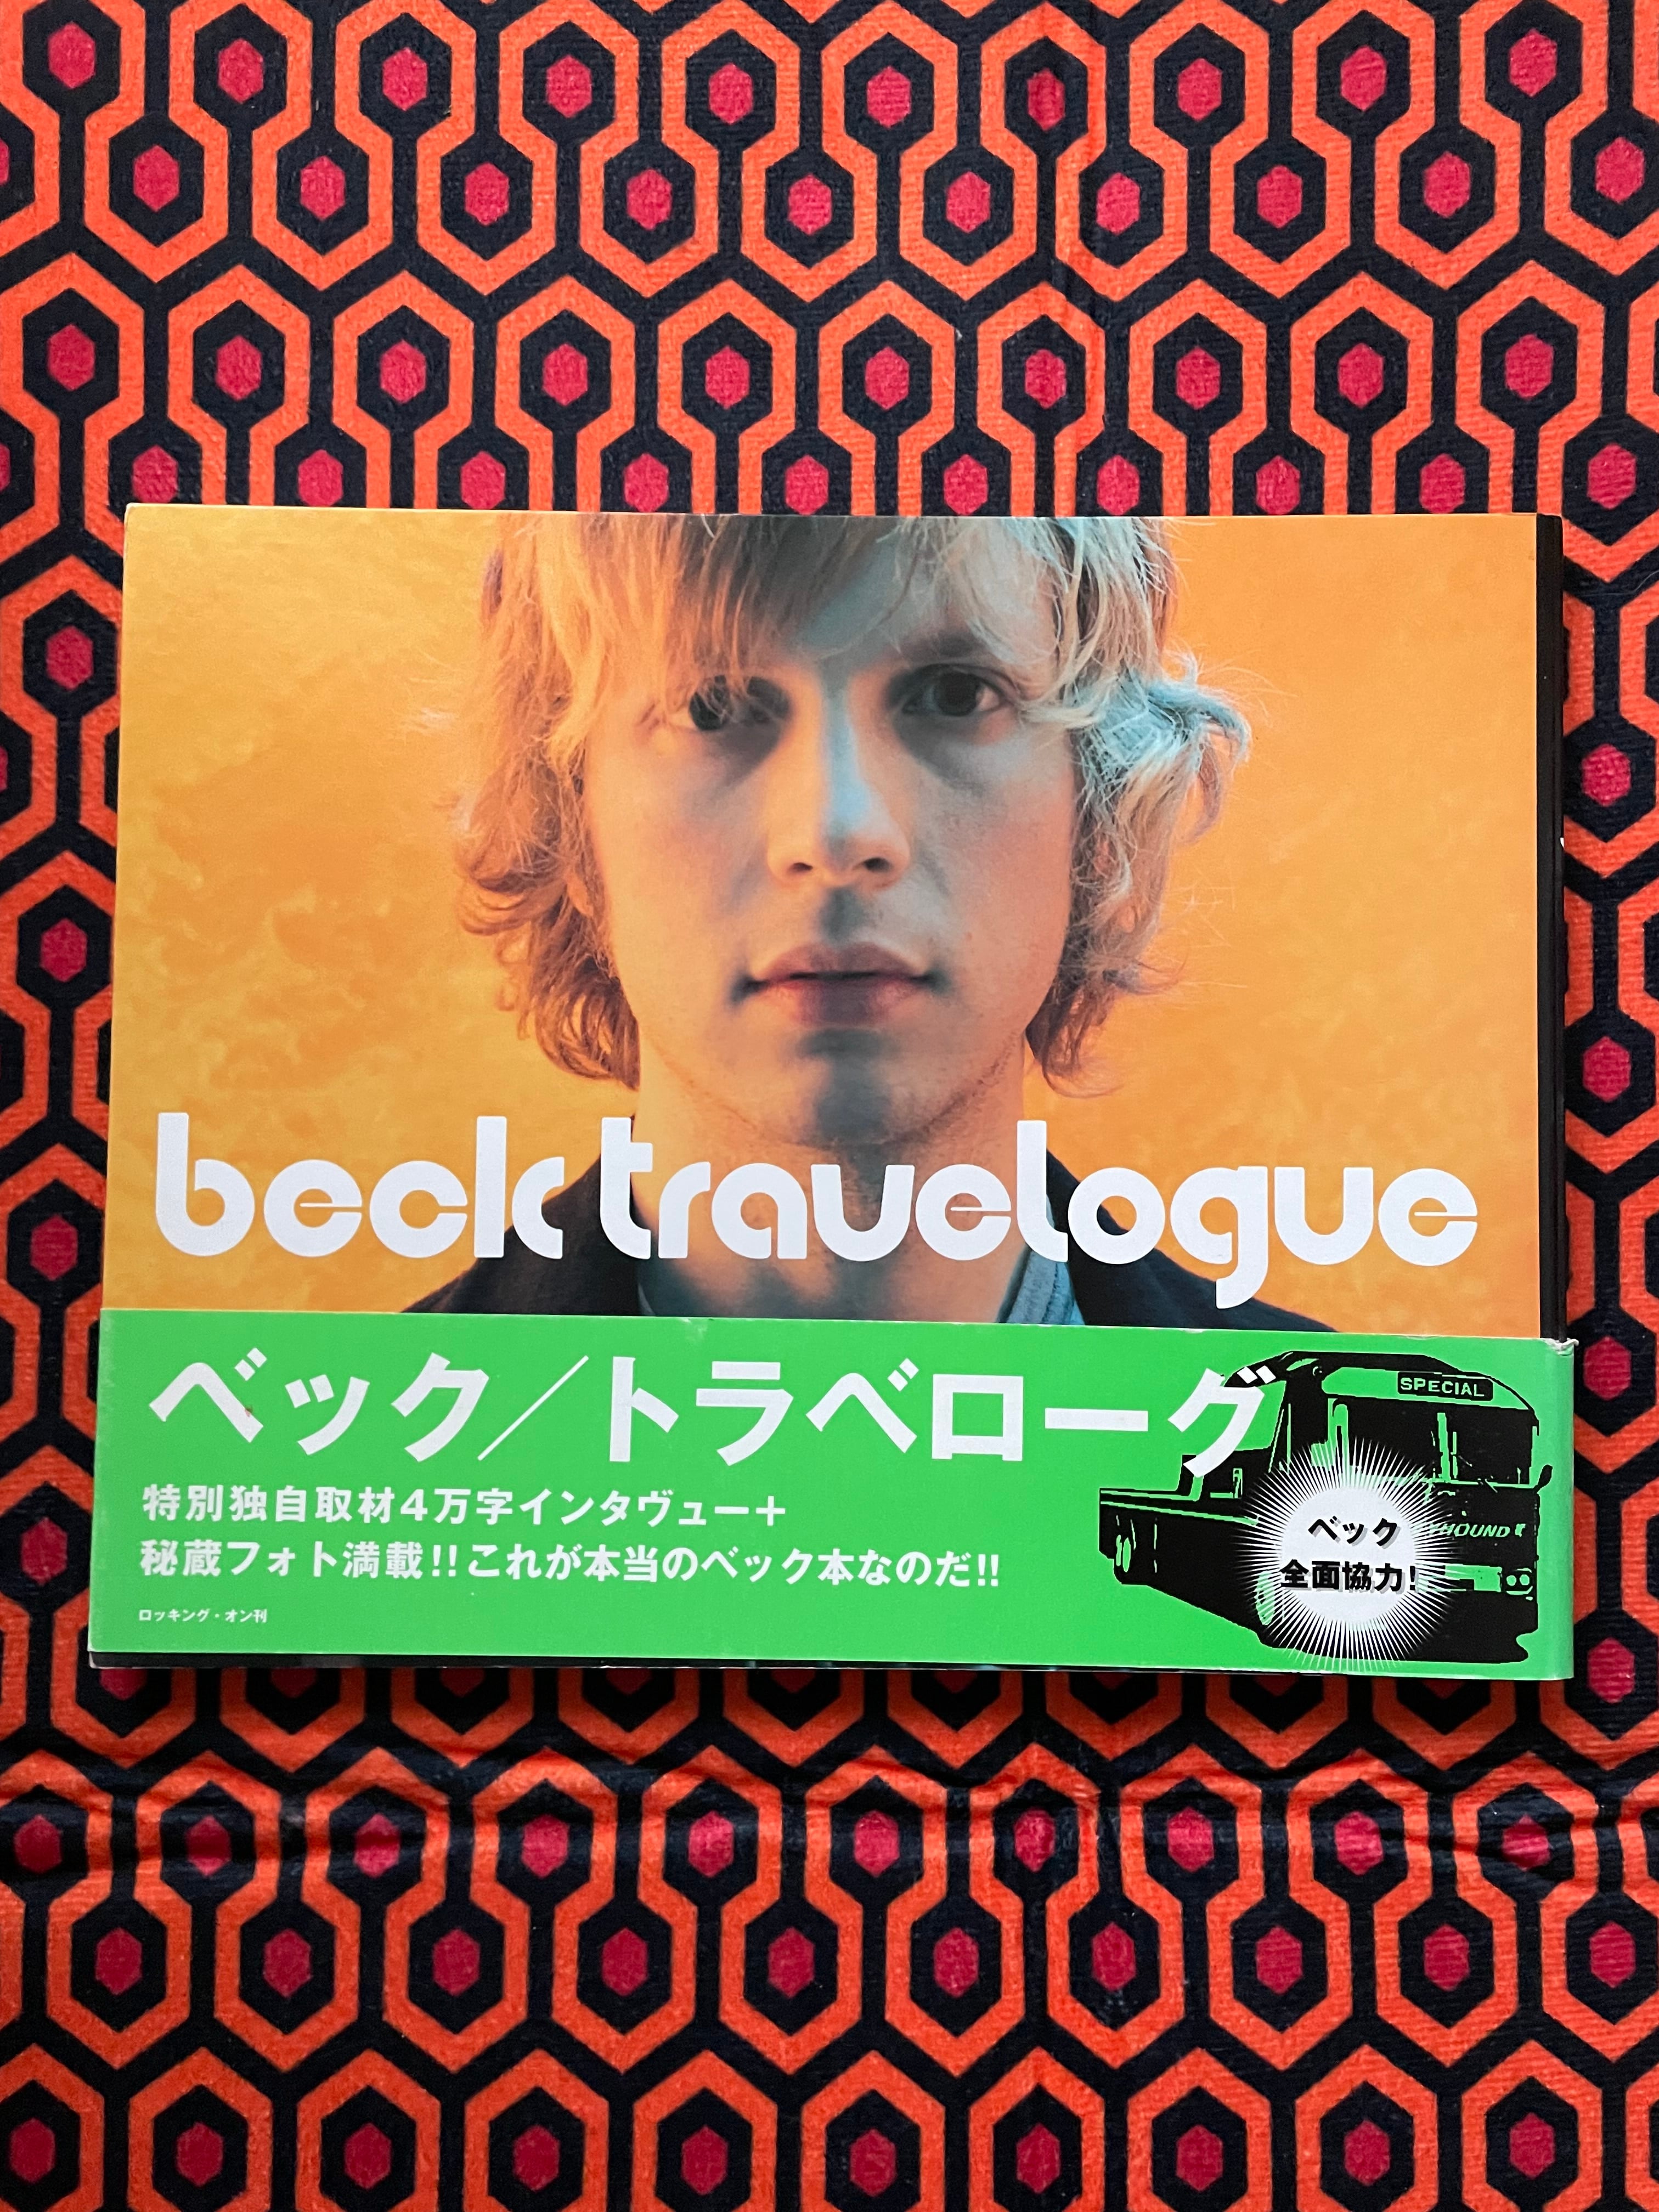 beck travelogue
ベック／トラベローグ
特別独自取材4万字インタヴュー＋
秘蔵フォト満載!!これが本当のベック本なのだ!!
ロッキング・オン刊
SPECIAL
ベック
全面協力!